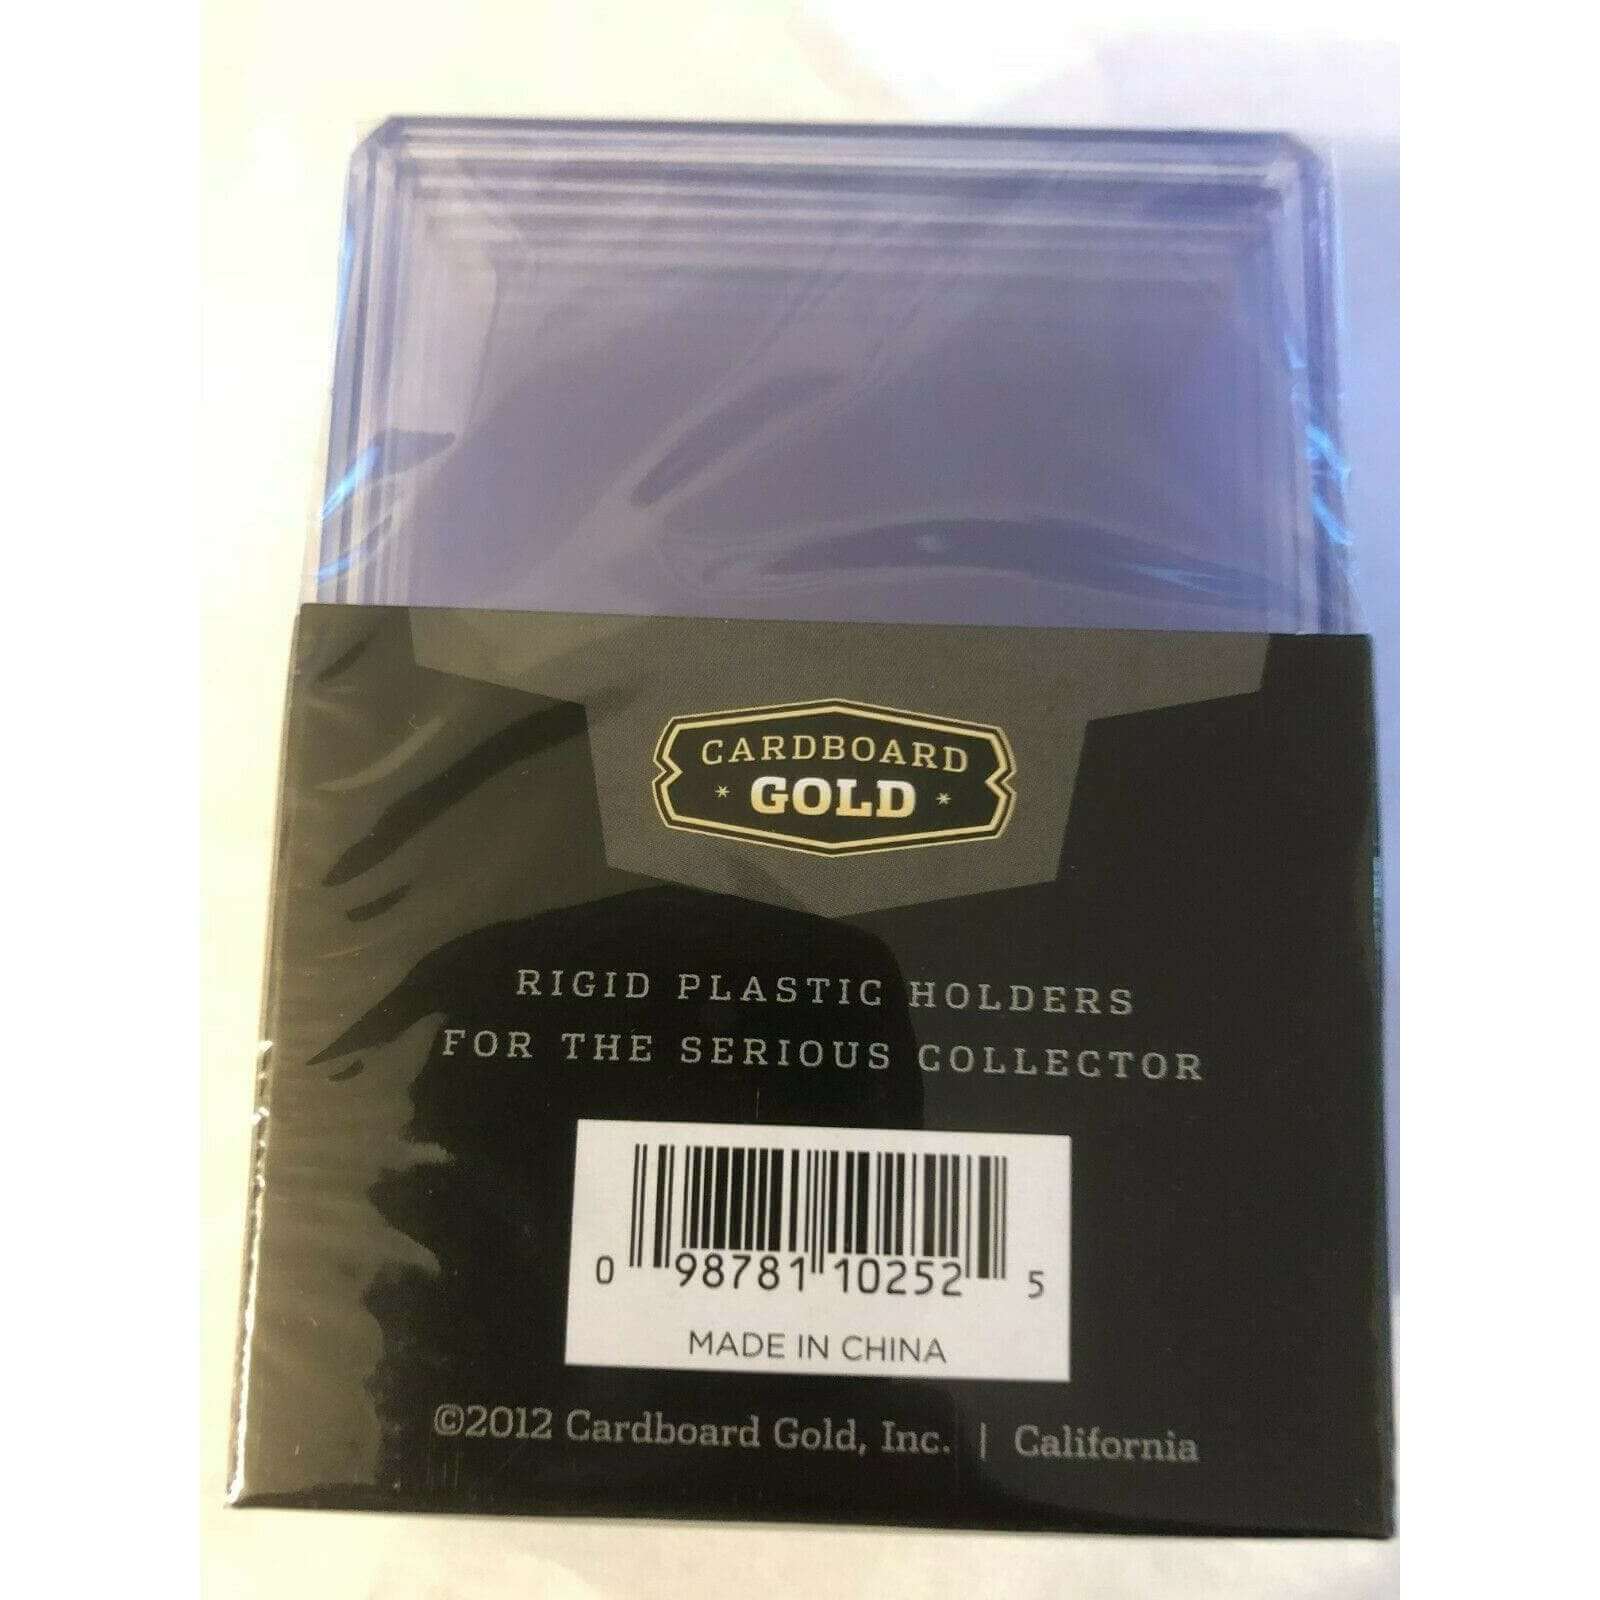 CARDBOARD
* GOLD *
RIGID PLASTIC HOLDERS
FOR THE SERIOUS COLLECTOR
0 98781 10252 5
MADE IN CHINA
©2012 Cardboard Gold, Inc. | California